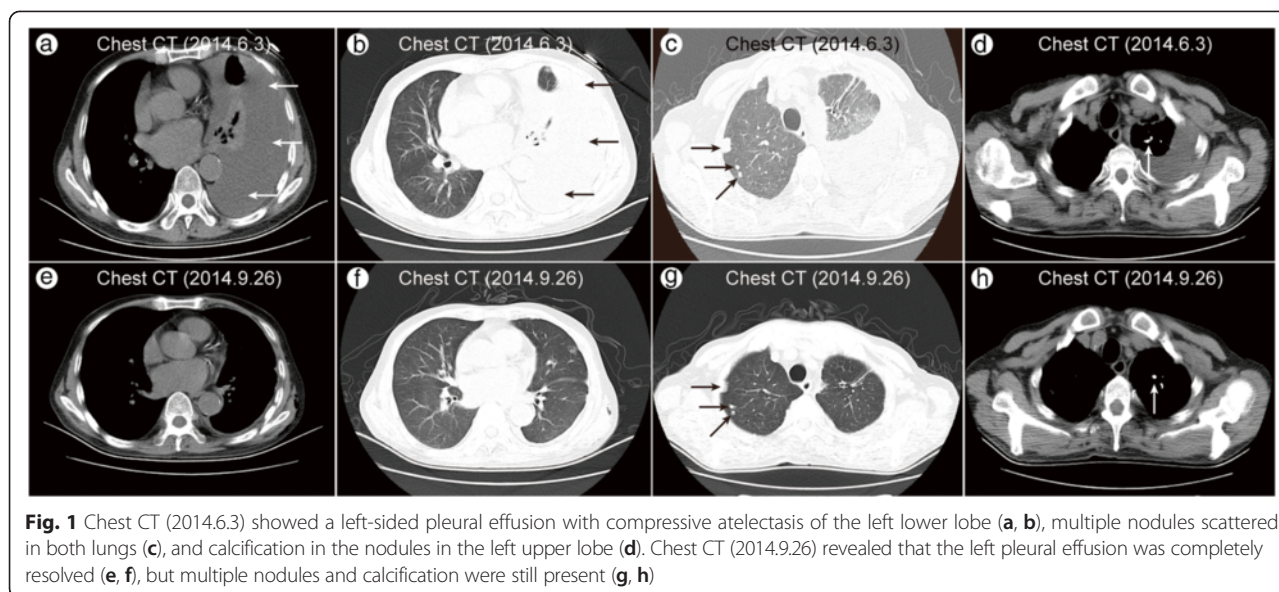 a Chest CT (2014.6.3)
b Chest CT (2014.6.3)
c Chest CT (2014.6.3)
d Chest CT (2014.6.3)
e Chest CT (2014.9.26)
f Chest CT (2014.9.26)
g Chest CT (2014.9.26)
h Chest CT (2014.9.26)
Fig. 1 Chest CT (2014.6.3) showed a left-sided pleural effusion with compressive atelectasis of the left lower lobe (a, b), multiple nodules scattered
in both lungs (c), and calcification in the nodules in the left upper lobe (d). Chest CT (2014.9.26) revealed that the left pleural effusion was completely
resolved (e, f), but multiple nodules and calcification were still present (g, h)